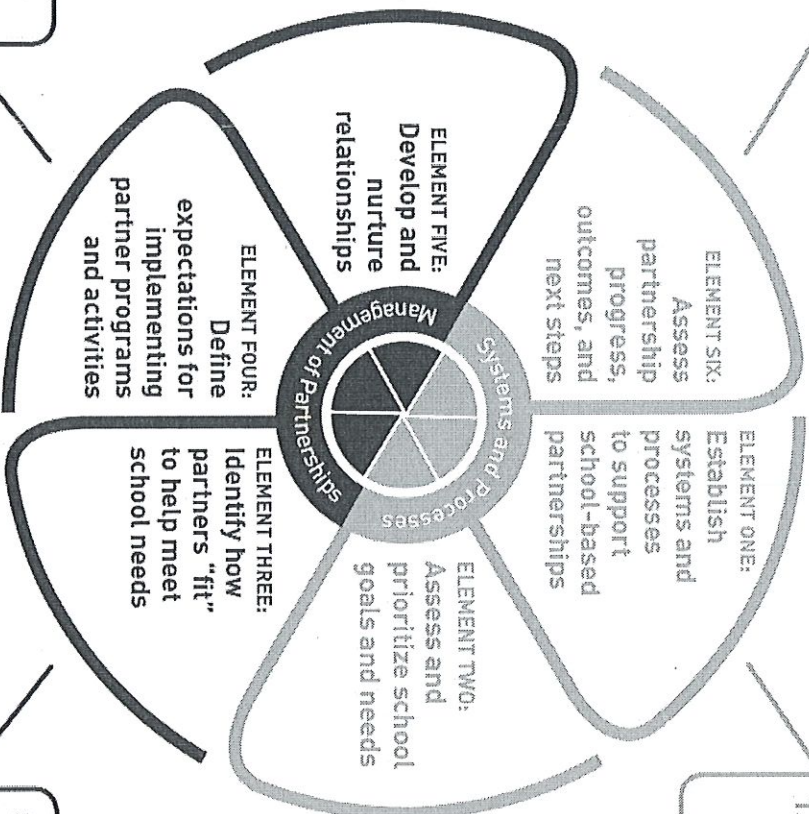 ELEMENT ONE:
Establish
systems and
processes
to support
school-based
partnerships
ELEMENT TWO:
Assess and
prioritize school
goals and needs
ELEMENT THREE:
Identify how
partners "fit"
to help meet
school needs
ELEMENT FOUR:
Define
expectations for
implementing
partner programs
and activities
ELEMENT FIVE:
Develop and
nurture
relationships
ELEMENT SIX:
Assess
partnership
progress,
outcomes, and
next steps
Systems and Processes
Management of Partnerships